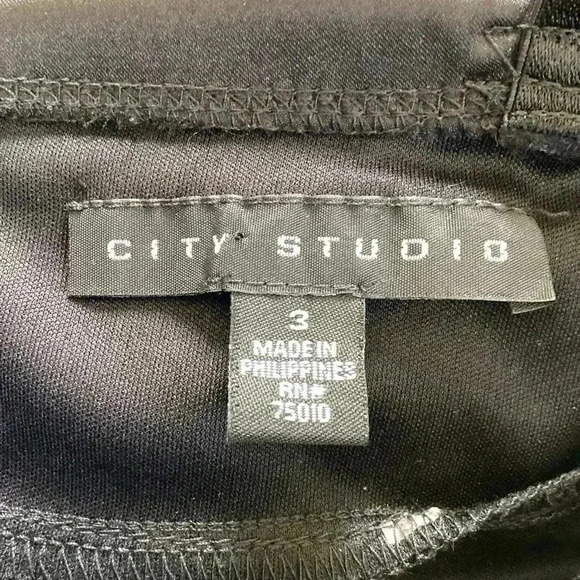 CITY STUDIO
3
MADE IN
PHILIPPINES
RN#
75010